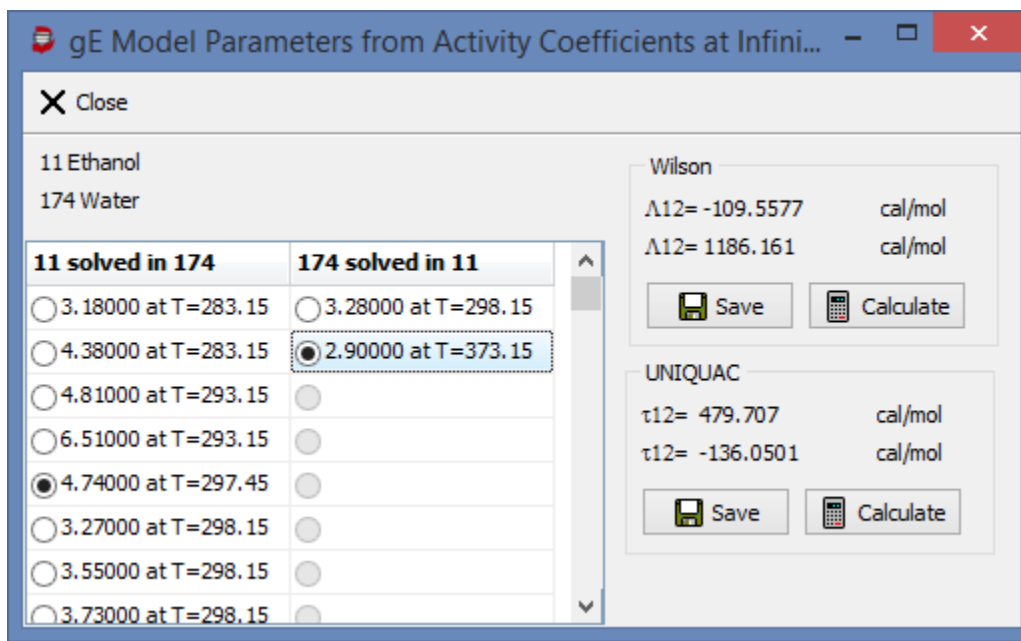 gE Model Parameters from Activity Coefficients at Infini...
Close
11 Ethanol
174 Water
11 solved in 174 174 solved in 11
3.18000 at T=283.15 3.28000 at T=298.15
4.38000 at T=283.15 2.90000 at T=373.15
4.81000 at T=293.15
6.51000 at T=293.15
4.74000 at T=297.45
3.27000 at T=298.15
3.55000 at T=298.15
3.73000 at T=298.15
Wilson
Λ12= -109.5577 cal/mol
Λ12= 1186.161 cal/mol
Save Calculate
UNIQUAC
τ12= 479.707 cal/mol
τ12= -136.0501 cal/mol
Save Calculate